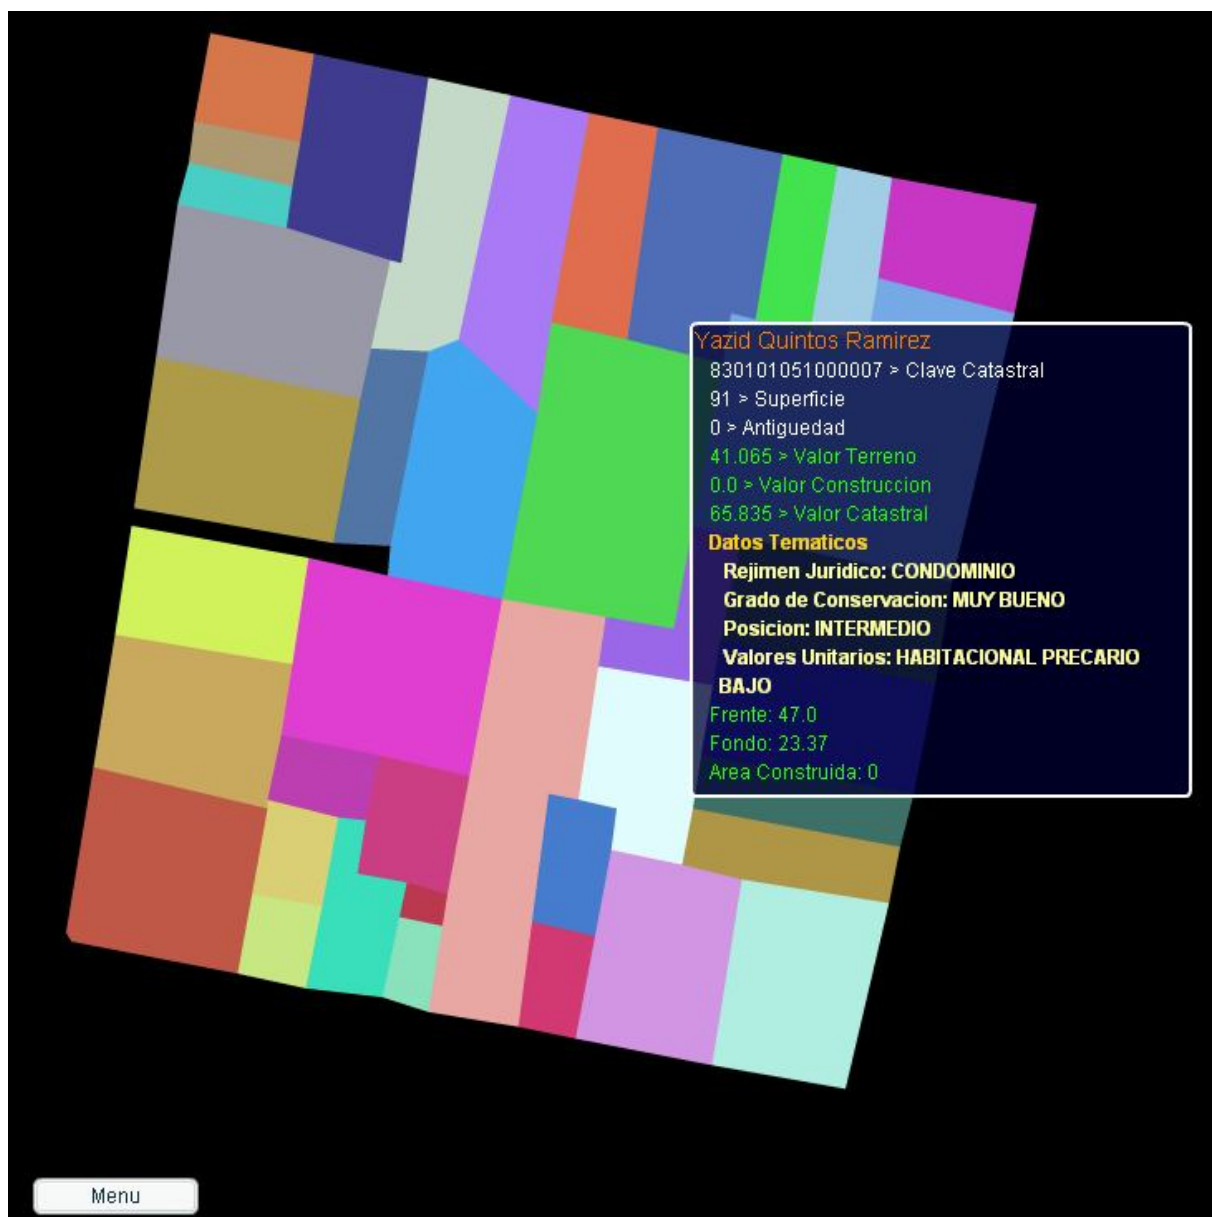 Yazid Quintos Ramirez
830101051000007 > Clave Catastral
91 > Superficie
0 > Antiguedad
41.065 > Valor Terreno
0.0 > Valor Construccion
65.835 > Valor Catastral
Datos Tematicos
Rejimen Juridico: CONDOMINIO
Grado de Conservacion: MUY BUENO
Posicion: INTERMEDIO
Valores Unitarios: HABITACIONAL PRECARIO
BAJO
Frente: 47.0
Fondo: 23.37
Area Construida: 0
Menu